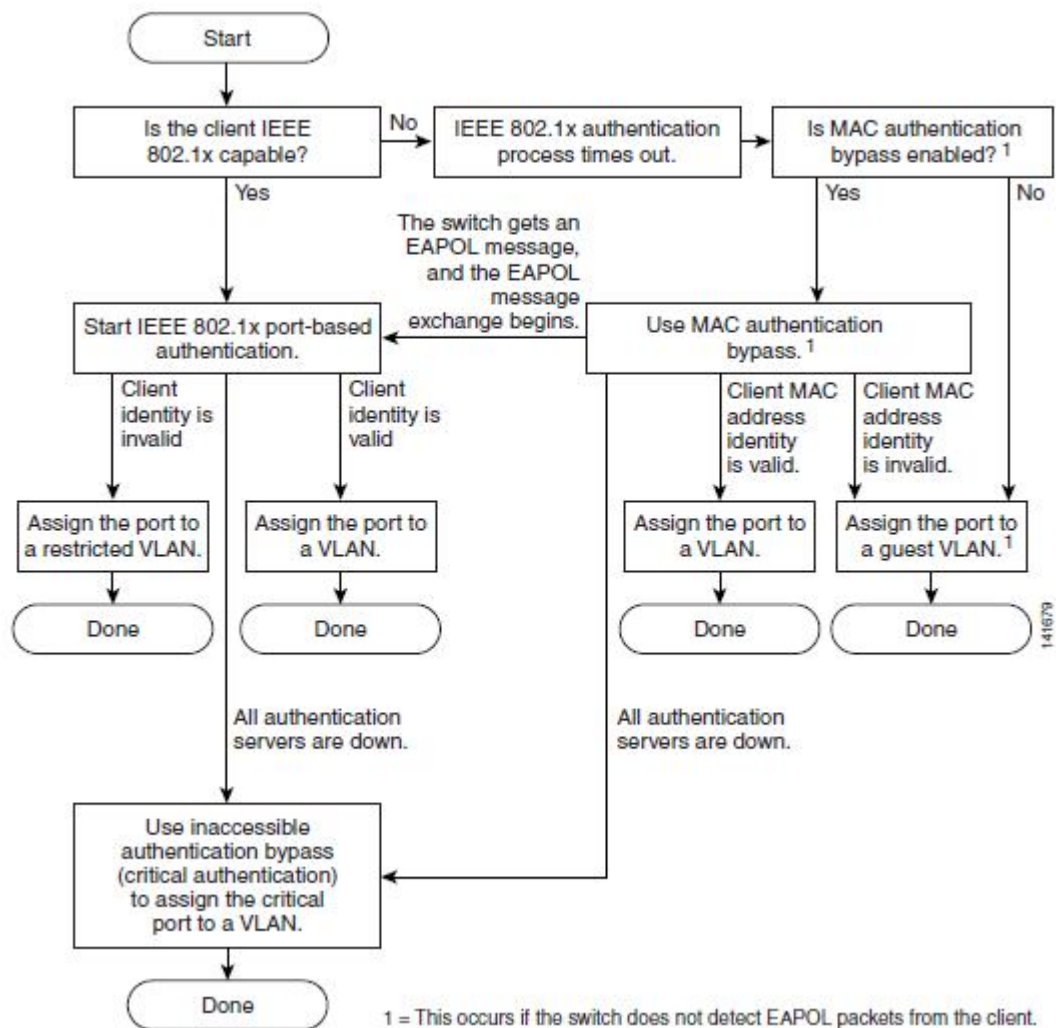 Start
Is the client IEEE
802.1x capable?
No
IEEE 802.1x authentication
process times out.
Is MAC authentication
bypass enabled? 1
Yes
Yes
No
The switch gets an
EAPOL message,
and the EAPOL
message
exchange begins.
Start IEEE 802.1x port-based
authentication.
Use MAC authentication
bypass. 1
Client
identity is
invalid
Client
identity is
valid
Client MAC
address
identity
is valid.
Client MAC
address
identity
is invalid.
Assign the port to
a restricted VLAN.
Assign the port to
a VLAN.
Assign the port to
a VLAN.
Assign the port to
a guest VLAN. 1
Done
Done
Done
Done
141679
All authentication
servers are down.
All authentication
servers are down.
Use inaccessible
authentication bypass
(critical authentication)
to assign the critical
port to a VLAN.
Done
1 = This occurs if the switch does not detect EAPOL packets from the client.